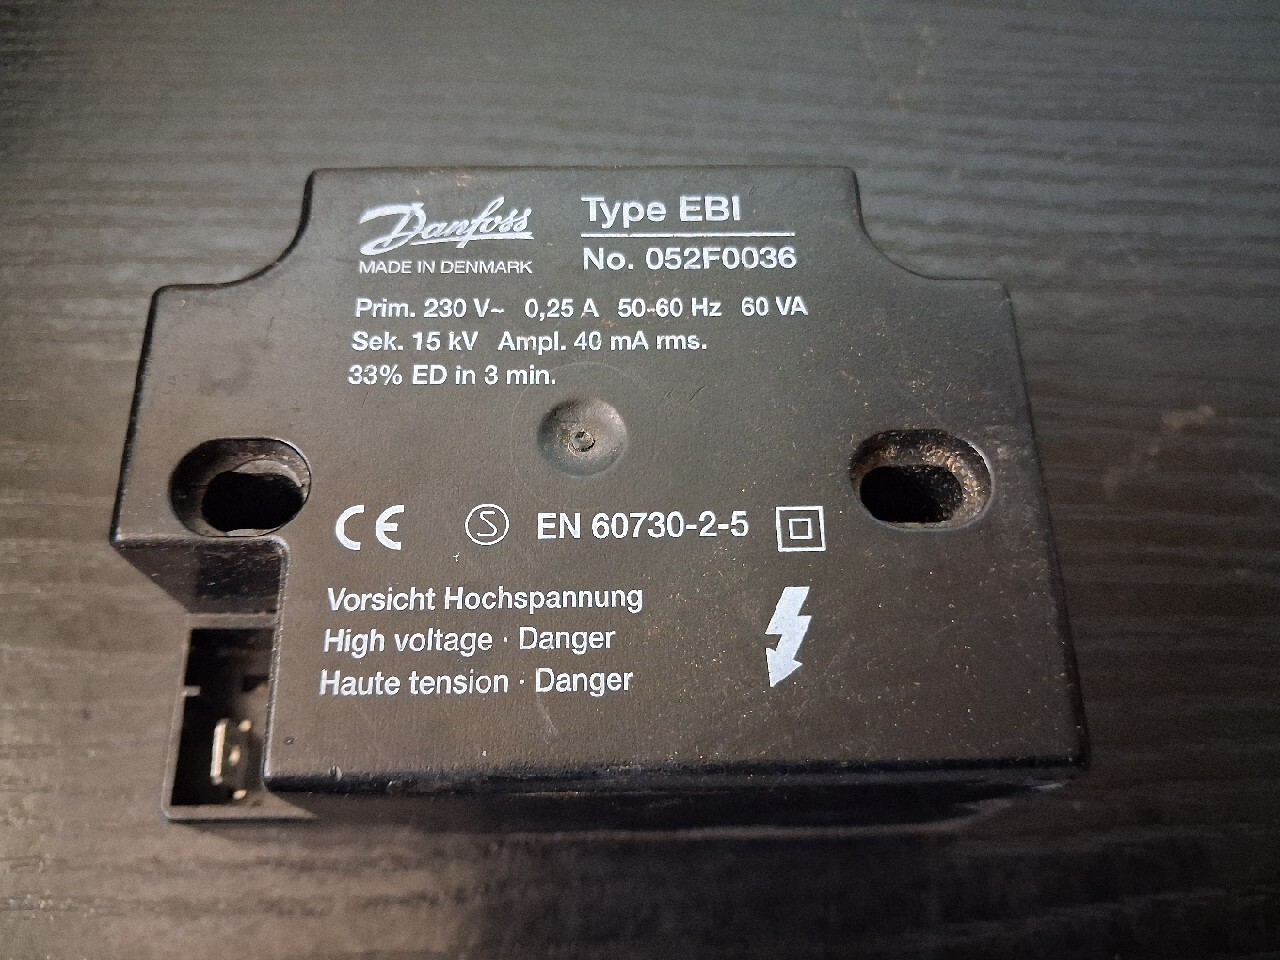 Danfoss
MADE IN DENMARK
Type EBI
No. 052F0036
Prim. 230 V~ 0,25 A 50-60 Hz 60 VA
Sek. 15 kV Ampl. 40 mA rms.
33% ED in 3 min.
CE S EN 60730-2-5
Vorsicht Hochspannung
High voltage · Danger
Haute tension · Danger